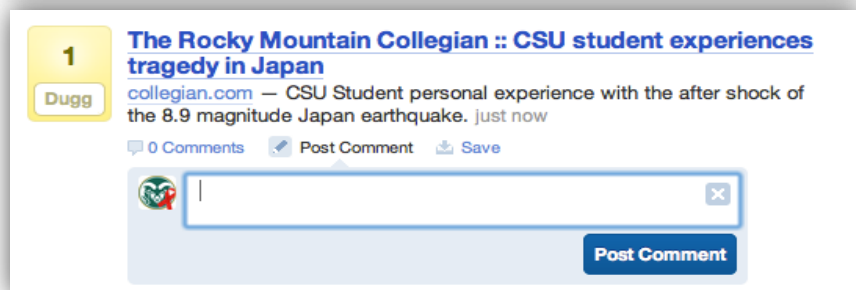 1
Dugg
The Rocky Mountain Collegian :: CSU student experiences
tragedy in Japan
collegian.com — CSU Student personal experience with the after shock of
the 8.9 magnitude Japan earthquake. just now
0 Comments Post Comment Save
Post Comment